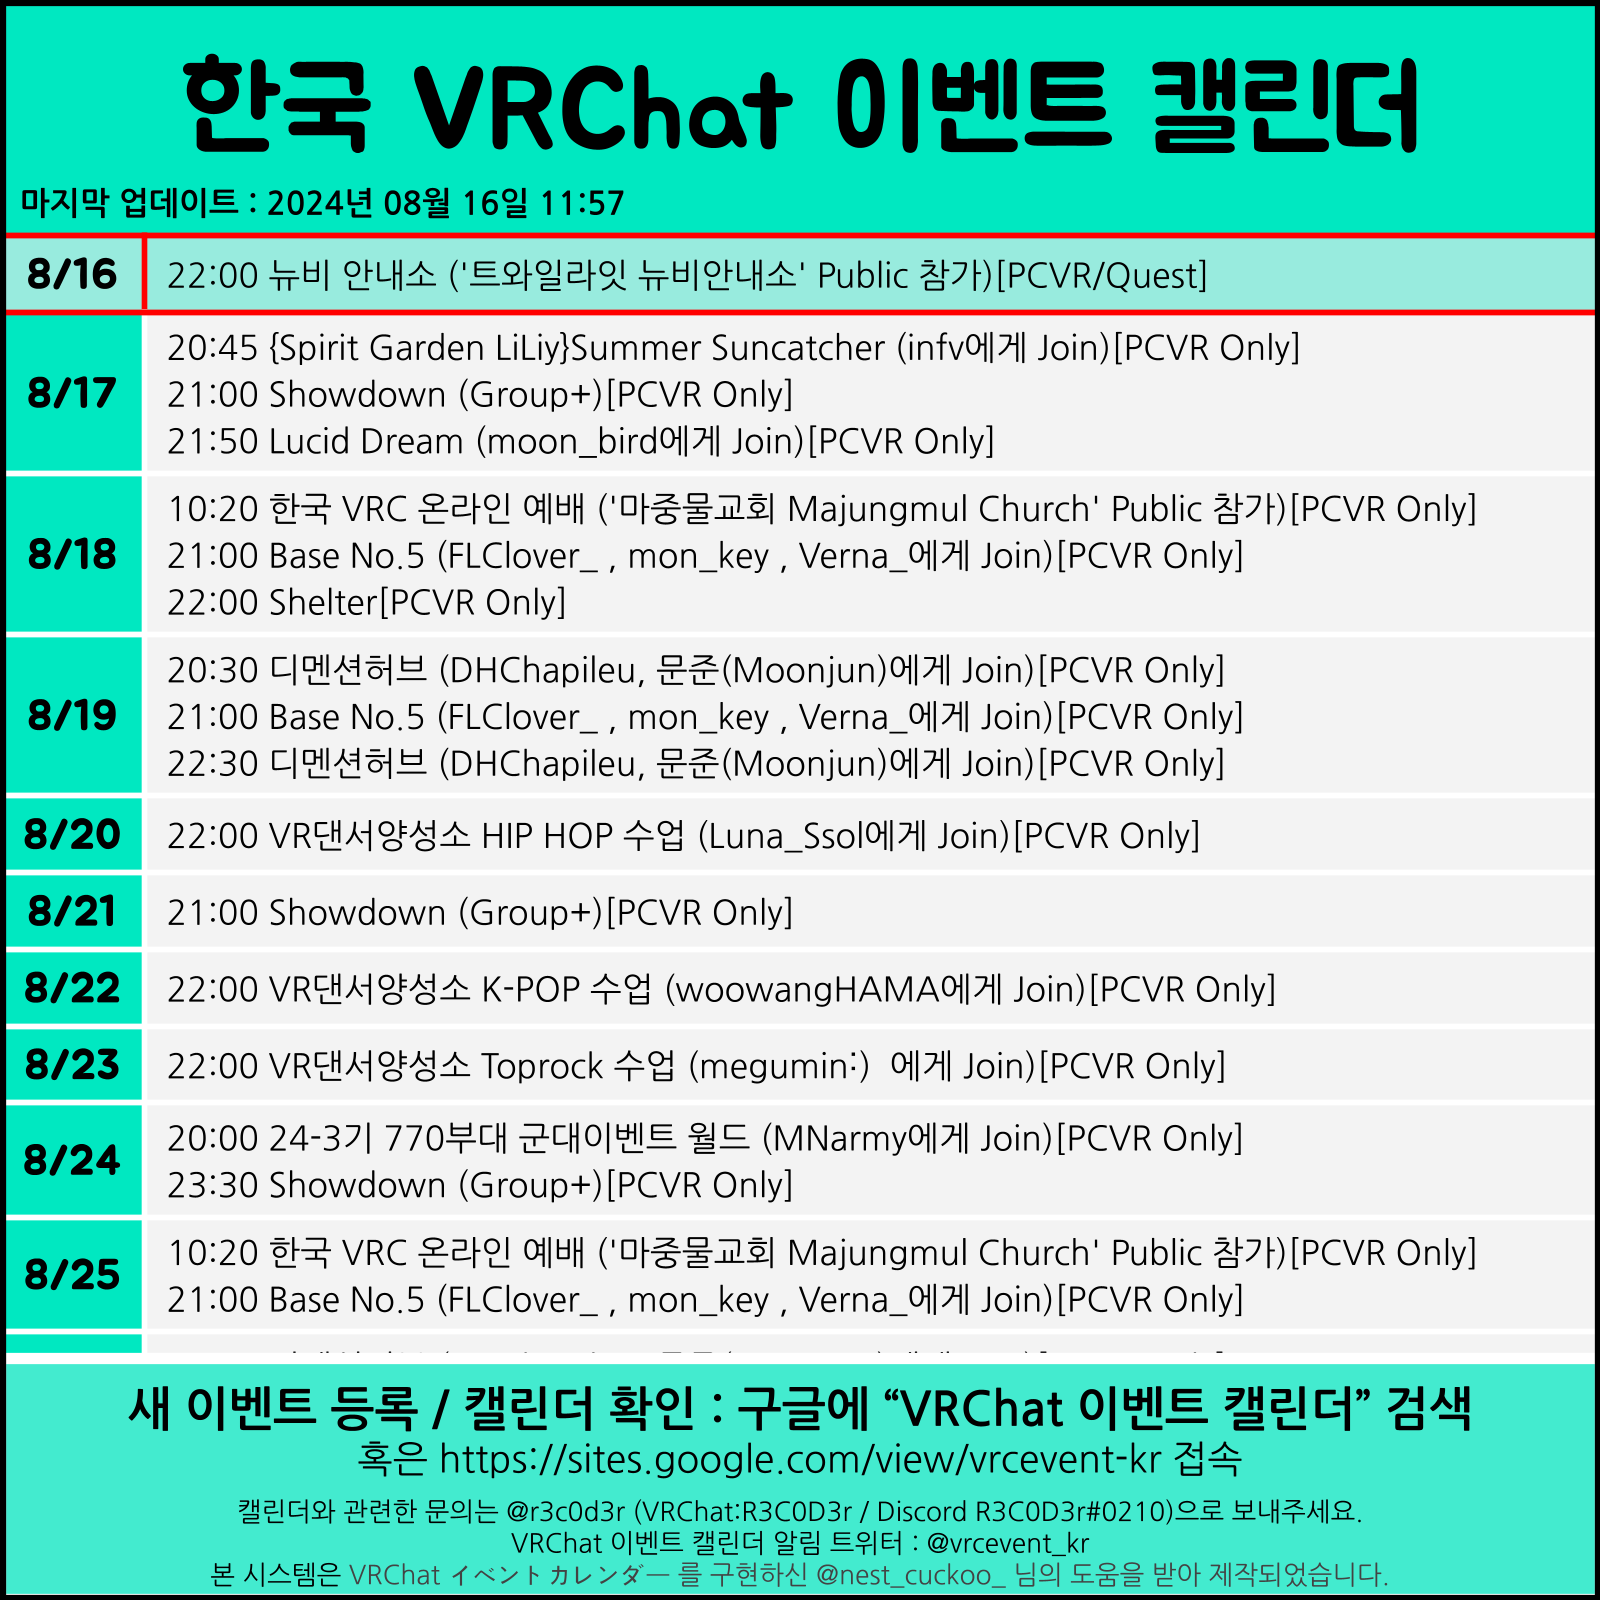 한국 VRChat 이벤트 캘린더
마지막 업데이트 : 2024년 08월 16일 11:57
8/16
22:00 뉴비 안내소 ('트와일라잇 뉴비안내소' Public 참가)[PCVR/Quest]
8/17
20:45 {Spirit Garden LiLiy}Summer Suncatcher (infv에게 Join)[PCVR Only]
21:00 Showdown (Group+)[PCVR Only]
21:50 Lucid Dream (moon_bird에게 Join)[PCVR Only]
8/18
10:20 한국 VRC 온라인 예배 ('마중물교회 Majungmul Church' Public 참가)[PCVR Only]
21:00 Base No.5 (FLClover_ , mon_key , Verna_에게 Join)[PCVR Only]
22:00 Shelter[PCVR Only]
8/19
20:30 디멘션허브 (DHChapileu, 문준(Moonjun)에게 Join)[PCVR Only]
21:00 Base No.5 (FLClover_ , mon_key , Verna_에게 Join)[PCVR Only]
22:30 디멘션허브 (DHChapileu, 문준(Moonjun)에게 Join)[PCVR Only]
8/20
22:00 VR댄서양성소 HIP HOP 수업 (Luna_Ssol에게 Join)[PCVR Only]
8/21
21:00 Showdown (Group+)[PCVR Only]
8/22
22:00 VR댄서양성소 K-POP 수업 (woowangHAMA에게 Join)[PCVR Only]
8/23
22:00 VR댄서양성소 Toprock 수업 (megumin:)  에게 Join)[PCVR Only]
8/24
20:00 24-3기 770부대 군대이벤트 월드 (MNarmy에게 Join)[PCVR Only]
23:30 Showdown (Group+)[PCVR Only]
8/25
10:20 한국 VRC 온라인 예배 ('마중물교회 Majungmul Church' Public 참가)[PCVR Only]
21:00 Base No.5 (FLClover_ , mon_key , Verna_에게 Join)[PCVR Only]
새 이벤트 등록 / 캘린더 확인 : 구글에 “VRChat 이벤트 캘린더” 검색
혹은 https://sites.google.com/view/vrcevent-kr 접속
캘린더와 관련한 문의는 @r3c0d3r (VRChat:R3C0D3r / Discord R3C0D3r#0210)으로 보내주세요.
VRChat 이벤트 캘린더 알림 트위터 : @vrcevent_kr
본 시스템은 VRChat イベントカレンダー 를 구현하신 @nest_cuckoo_ 님의 도움을 받아 제작되었습니다.